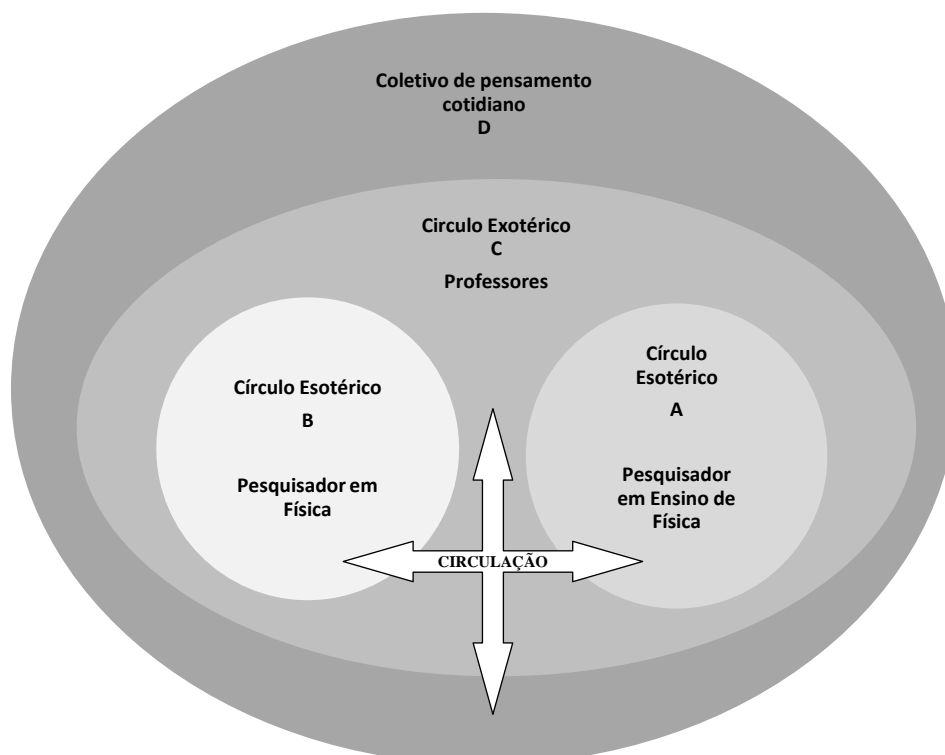 Coletivo de pensamento
cotidiano
D
Circulo Exotérico
C
Professores
Círculo Esotérico
B
Pesquisador em
Física
Círculo
Esotérico
A
Pesquisador
em Ensino de
Física
CIRCULAÇÃO